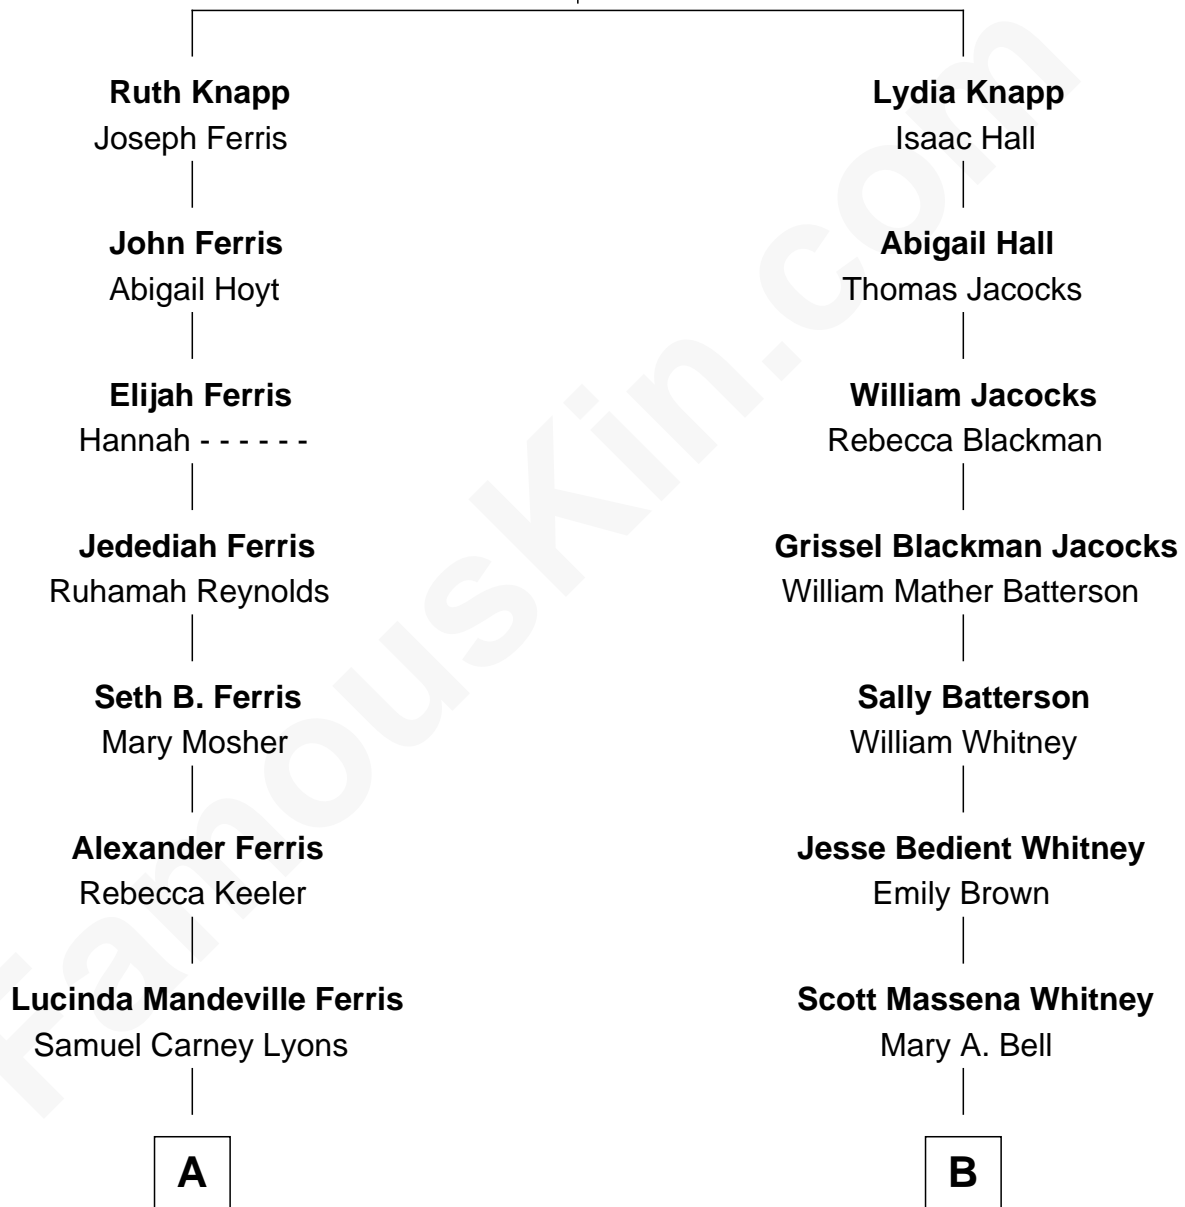 Ruth Knapp
Joseph Ferris
John Ferris
Abigail Hoyt
Elijah Ferris
Hannah - - - - - -
Jedediah Ferris
Ruhamah Reynolds
Seth B. Ferris
Mary Mosher
Alexander Ferris
Rebecca Keeler
Lucinda Mandeville Ferris
Samuel Carney Lyons
A
Lydia Knapp
Isaac Hall
Abigail Hall
Thomas Jacocks
William Jacocks
Rebecca Blackman
Grissel Blackman Jacocks
William Mather Batterson
Sally Batterson
William Whitney
Jesse Bedient Whitney
Emily Brown
Scott Massena Whitney
Mary A. Bell
B
FamousKin.com